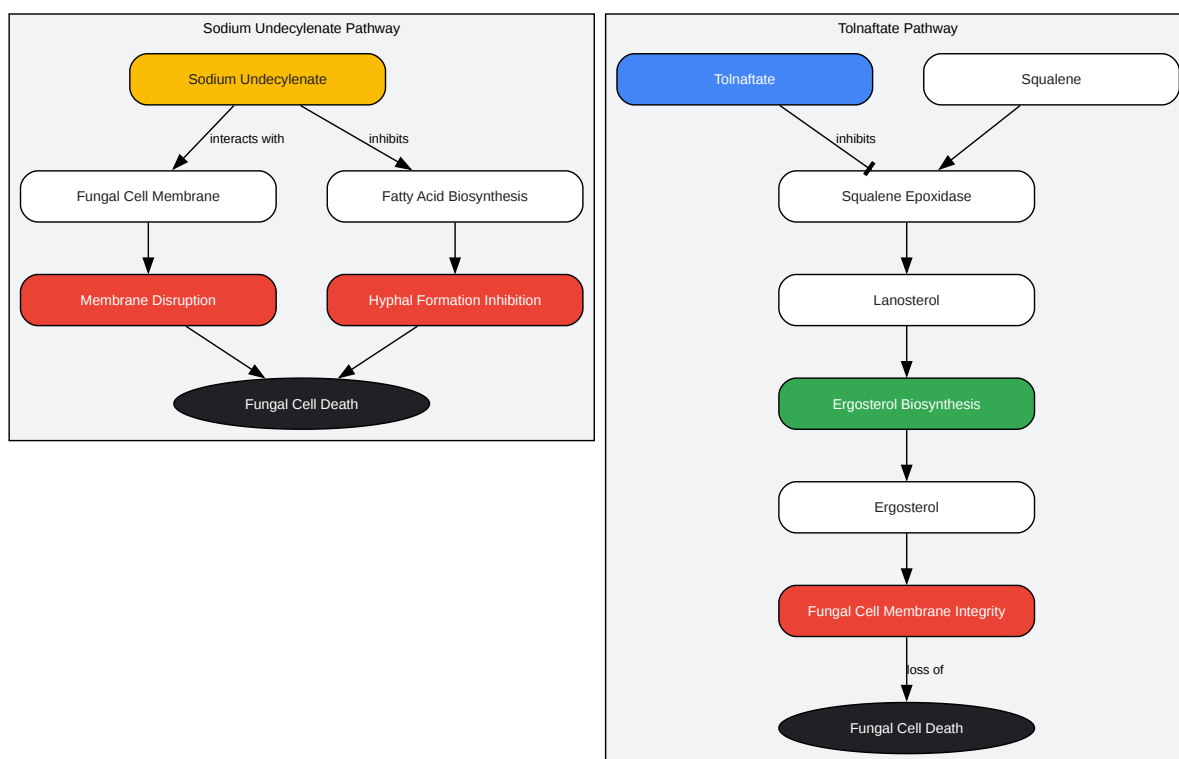 Sodium Undecylenate Pathway
Sodium Undecylenate
interacts with
inhibits
Fungal Cell Membrane
Fatty Acid Biosynthesis
Membrane Disruption
Hyphal Formation Inhibition
Fungal Cell Death
Tolnaftate Pathway
Tolnaftate
Squalene
inhibits
Squalene Epoxidase
Lanosterol
Ergosterol Biosynthesis
Ergosterol
Fungal Cell Membrane Integrity
loss of
Fungal Cell Death